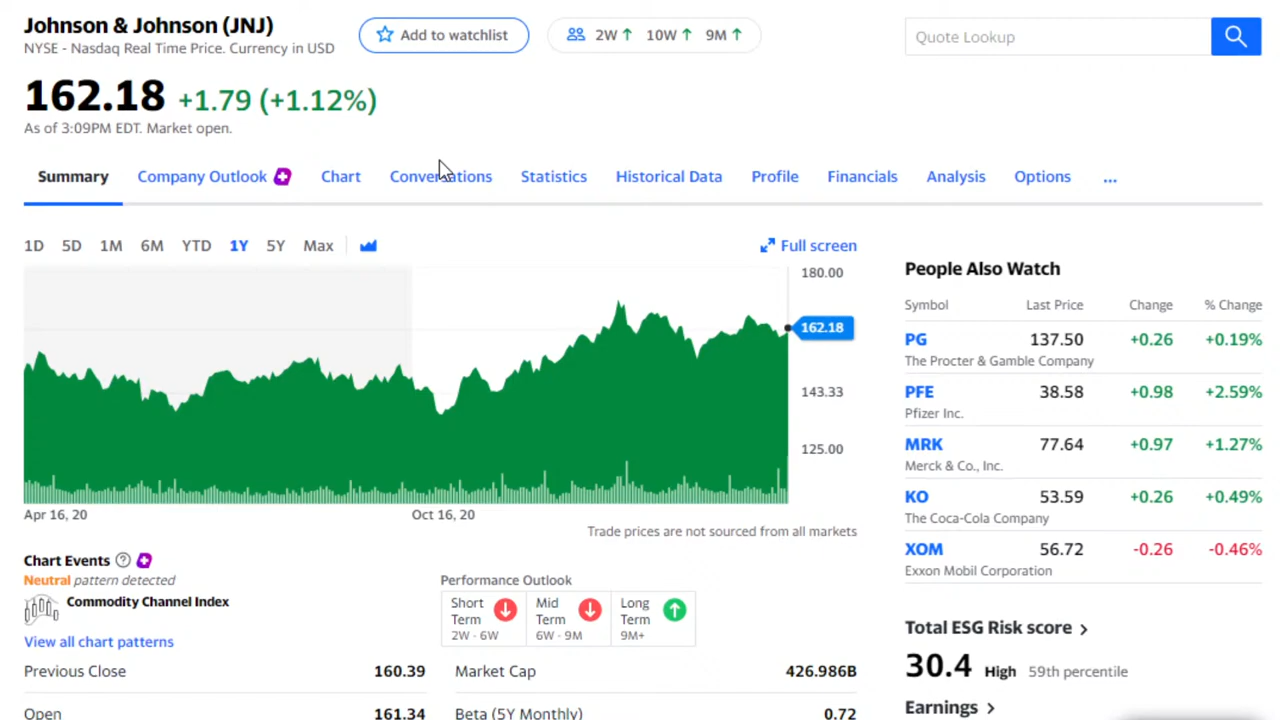 Johnson & Johnson (JNJ)
NYSE - Nasdaq Real Time Price. Currency in USD
Add to watchlist
2W 10W 9M
Quote Lookup
162.18 +1.79 (+1.12%)
As of 3:09PM EDT. Market open.
Summary Company Outlook Chart Conversations Statistics Historical Data Profile Financials Analysis Options ...
1D 5D 1M 6M YTD 1Y 5Y Max
Full screen
180.00
162.18
143.33
125.00
Apr 16, 20 Oct 16, 20
Trade prices are not sourced from all markets
People Also Watch
Symbol Last Price Change % Change
PG 137.50 +0.26 +0.19%
The Procter & Gamble Company
PFE 38.58 +0.98 +2.59%
Pfizer Inc.
MRK 77.64 +0.97 +1.27%
Merck & Co., Inc.
KO 53.59 +0.26 +0.49%
The Coca-Cola Company
XOM 56.72 -0.26 -0.46%
Exxon Mobil Corporation
Chart Events
Neutral pattern detected
Commodity Channel Index
View all chart patterns
Performance Outlook
Short Term 2W - 6W
Mid Term 6W - 9M
Long Term 9M+
Previous Close 160.39
Open 161.34
Market Cap 426.986B
Beta (5Y Monthly) 0.72
Total ESG Risk score
30.4 High 59th percentile
Earnings